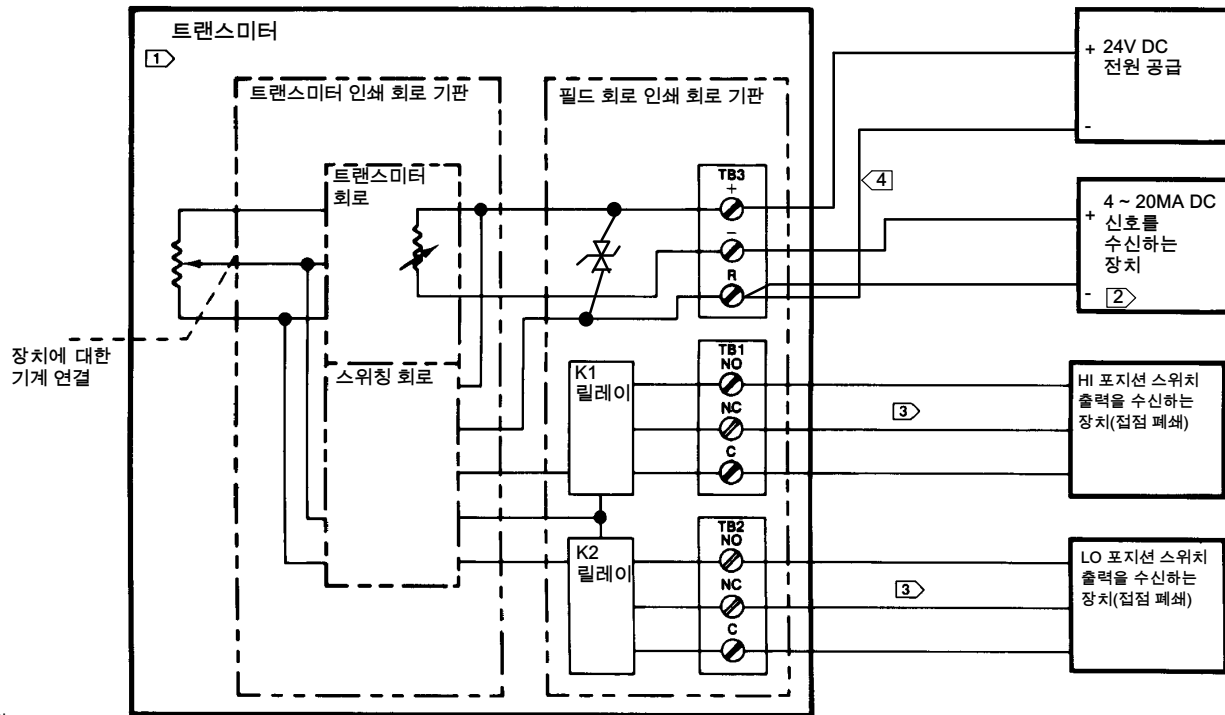 트랜스미터
1
트랜스미터 인쇄 회로 기판
필드 회로 인쇄 회로 기판
+ 24V DC
전원 공급
-
트랜스미터
회로
TB3
+
-
R
4
+ 4 ~ 20MA DC
신호를
수신하는
장치
- 2
장치에 대한
기계 연결
스위칭 회로
K1
릴레이
TB1
NO
NC
C
3
HI 포지션 스위치
출력을 수신하는
장치(접점 폐쇄)
K2
릴레이
TB2
NO
NC
C
3
LO 포지션 스위치
출력을 수신하는
장치(접점 폐쇄)